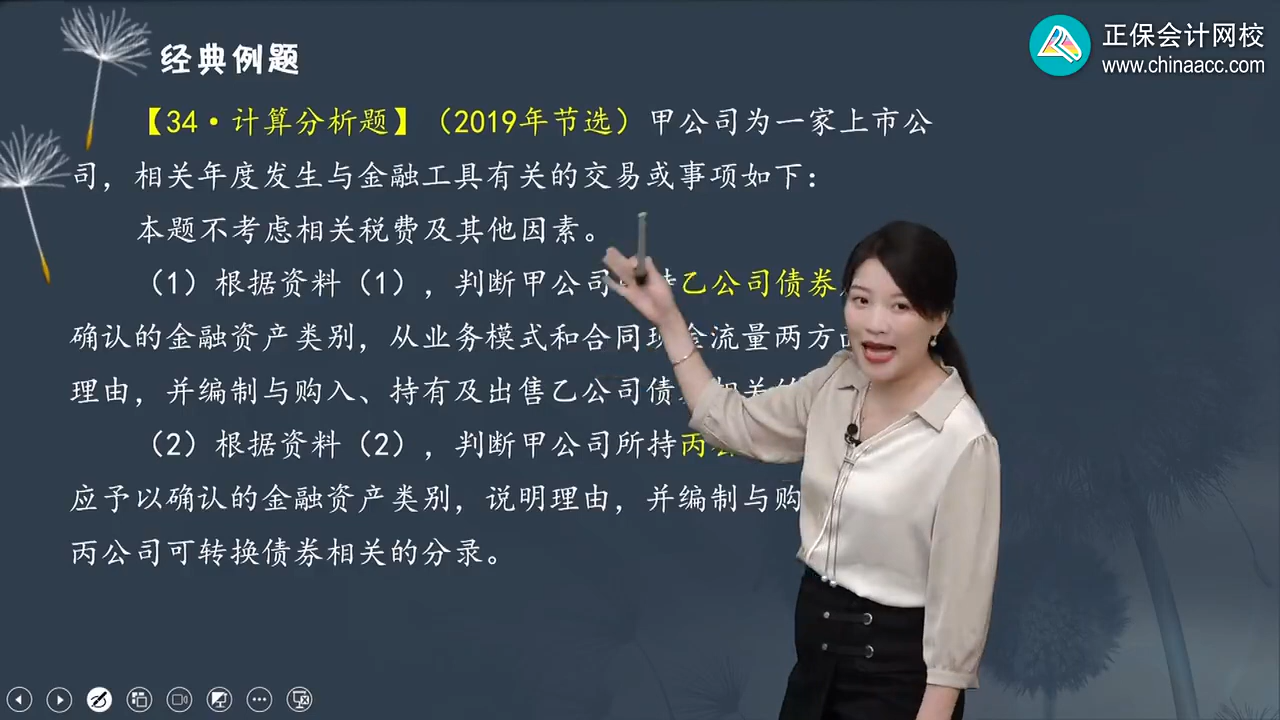 经典例题
正保会计网校
www.chinaacc.com
【34·计算分析题】（2019年节选）甲公司为一家上市公
司，相关年度发生与金融工具有关的交易或事项如下：
本题不考虑相关税费及其他因素。
（1）根据资料（1），判断甲公司 持乙公司债券
确认的金融资产类别，从业务模式和合同现金流量两方面
理由，并编制与购入、持有及出售乙公司债券相关的
（2）根据资料（2），判断甲公司所持丙公
应予以确认的金融资产类别，说明理由，并编制与购
丙公司可转换债券相关的分录。